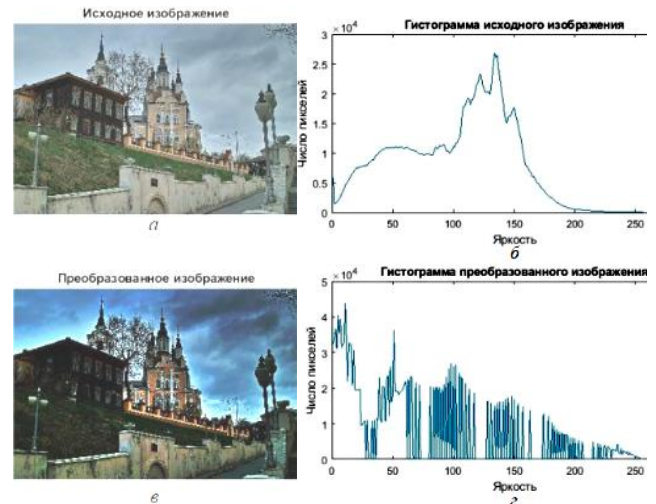 Исходное изображение
а
Гистограмма исходного изображения
×10⁴
Число пикселей
3
2.5
2
1.5
1
0.5
0
0 50 100 150 200 250
Яркость
б
Преобразованное изображение
в
Гистограмма преобразованного изображения
×10⁴
Число пикселей
5
4
3
2
1
0
0 50 100 150 200 250
Яркость
г